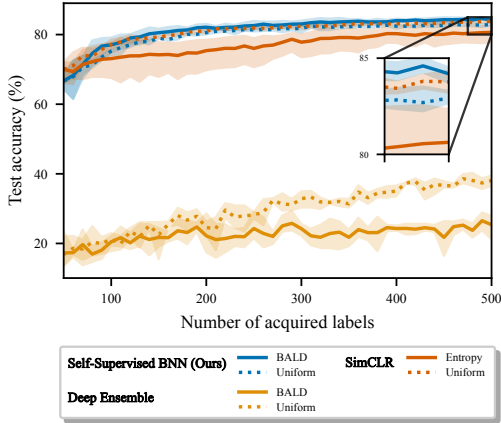 80
60
40
20
85
80
100
200
300
400
500
Test accuracy (%)
Number of acquired labels
Self-Supervised BNN (Ours) BALD SimCLR Entropy
Uniform Uniform
Deep Ensemble BALD
Uniform